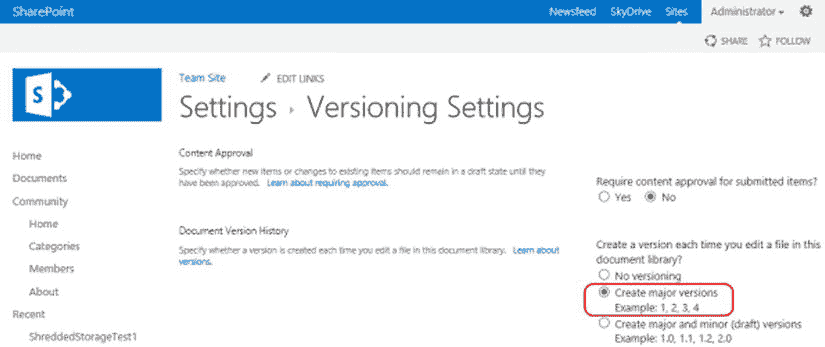 SharePoint
Newsfeed SkyDrive Sites Administrator
SHARE FOLLOW
S
Team Site EDIT LINKS
Settings Versioning Settings
Home
Documents
Community
Home
Categories
Members
About
Recent
ShreddedStorageTest1
Content Approval
Specify whether new items or changes to existing items should remain in a draft state until they
have been approved. Learn about requiring approval.
Require content approval for submitted items?
Yes No
Document Version History
Specify whether a version is created each time you edit a file in this document library. Learn about
versions.
Create a version each time you edit a file in this
document library?
No versioning
Create major versions
Example: 1, 2, 3, 4
Create major and minor (draft) versions
Example: 1.0, 1.1, 1.2, 2.0